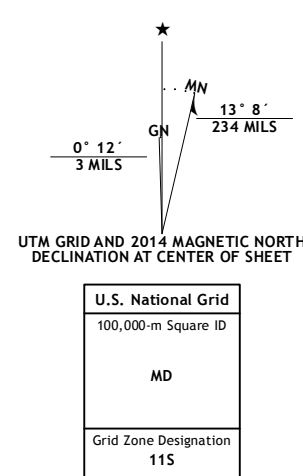 ★
MN
GN
13° 8´
234 MILS
0° 12´
3 MILS
UTM GRID AND 2014 MAGNETIC NORTH
DECLINATION AT CENTER OF SHEET
U.S. National Grid
100,000-m Square ID
MD
Grid Zone Designation
11S